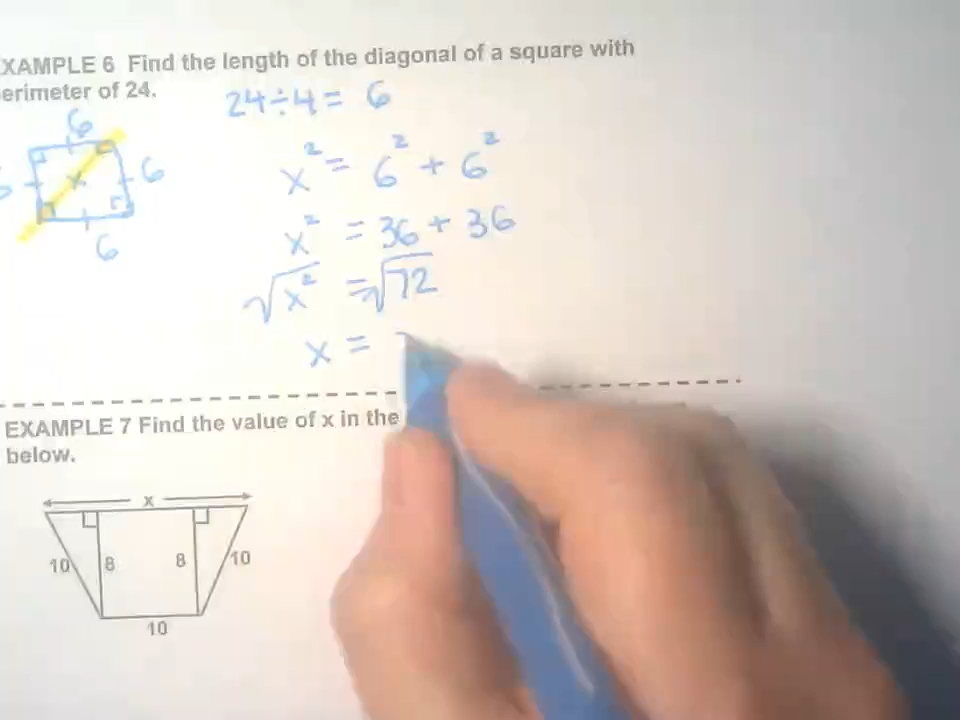 XAMPLE 6 Find the length of the diagonal of a square with
erimeter of 24.
24÷4 = 6
6
x
6
6
x² = 6² + 6²
x² = 36 + 36
√x² = √72
x =
EXAMPLE 7 Find the value of x in the
below.
x
10 8 8 10
10